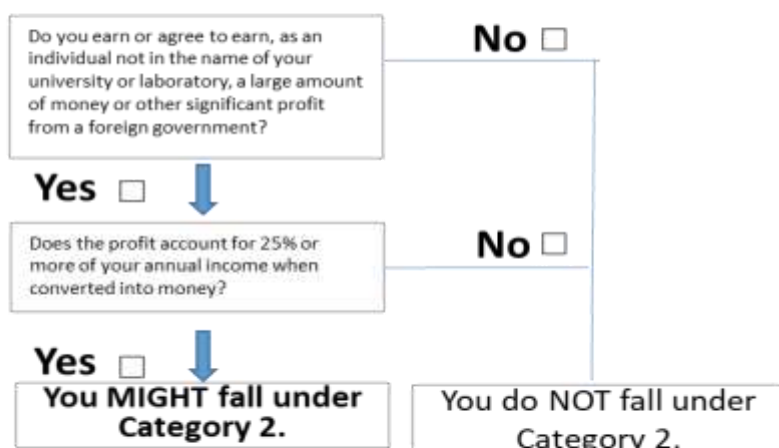 Do you earn or agree to earn, as an
individual not in the name of your
university or laboratory, a large amount
of money or other significant profit
from a foreign government?
No
Yes
Does the profit account for 25% or
more of your annual income when
converted into money?
No
Yes
You MIGHT fall under
Category 2.
You do NOT fall under
Category 2.